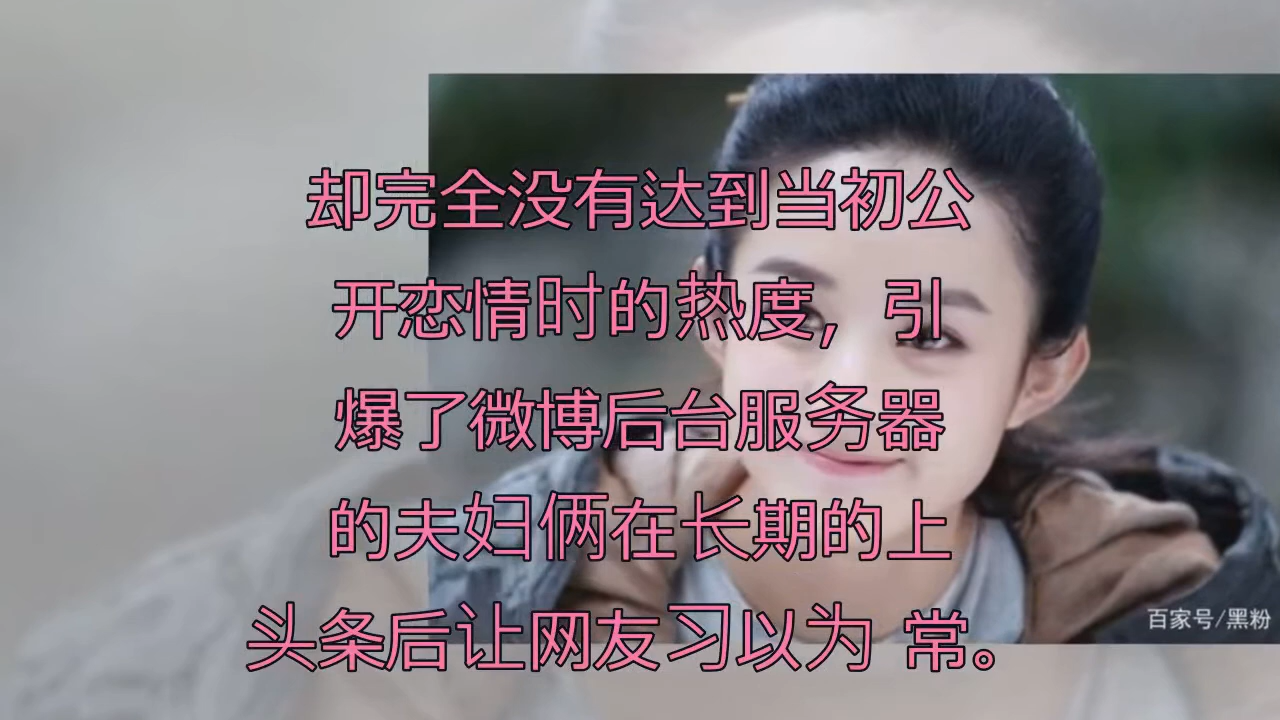 却完全没有达到当初公
开恋情时的热度，引
爆了微博后台服务器
的夫妇俩在长期的上
头条后让网友习以为 常。
百家号/黑粉